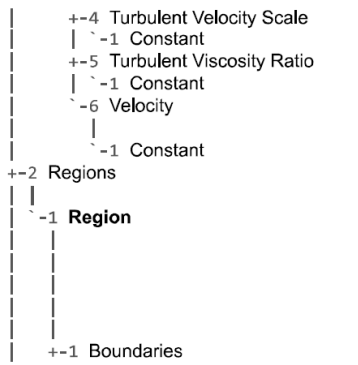 | +-4 Turbulent Velocity Scale
| | `-1 Constant
| +-5 Turbulent Viscosity Ratio
| | `-1 Constant
| `-6 Velocity
| |
| `-1 Constant
+-2 Regions
| |
| `-1 Region
| |
| |
| |
| |
| |
| +-1 Boundaries